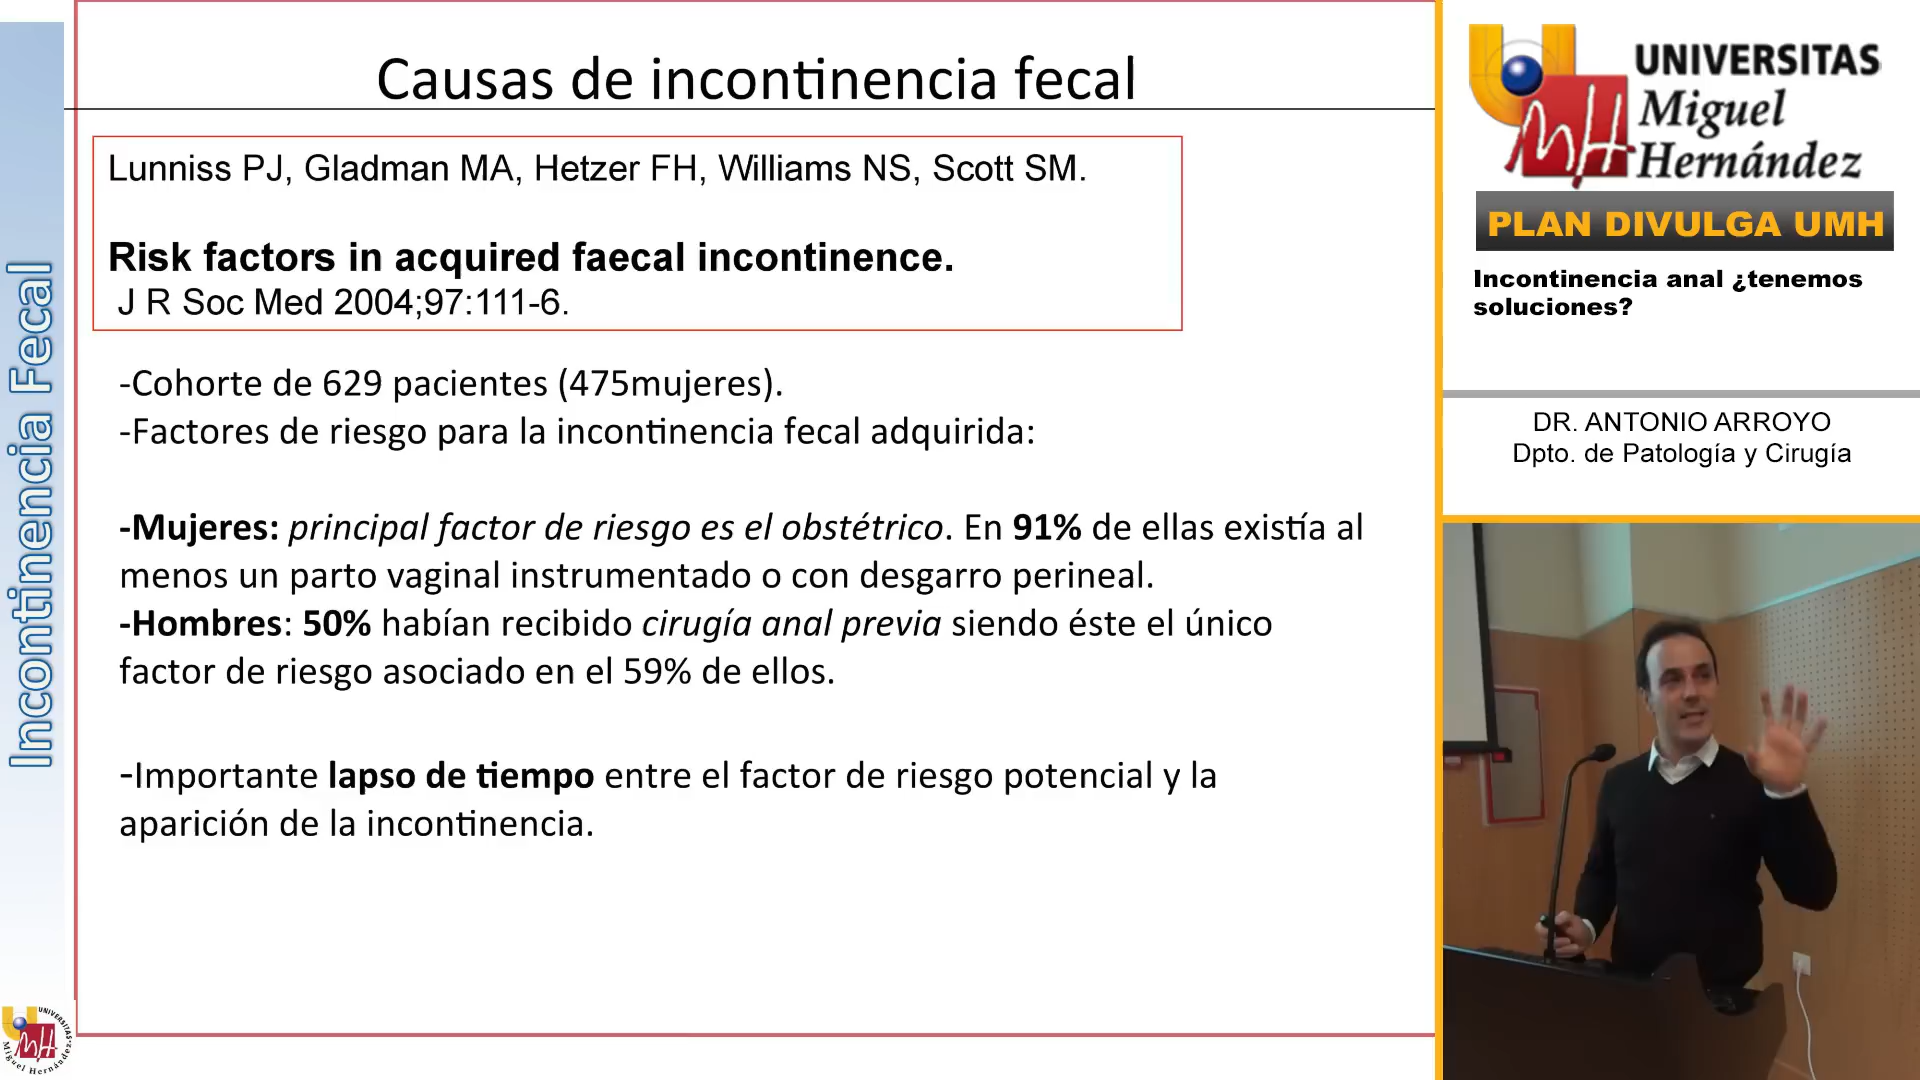 Causas de incontinencia fecal
Lunniss PJ, Gladman MA, Hetzer FH, Williams NS, Scott SM.
Risk factors in acquired faecal incontinence.
J R Soc Med 2004;97:111-6.
-Cohorte de 629 pacientes (475mujeres).
-Factores de riesgo para la incontinencia fecal adquirida:
-Mujeres: principal factor de riesgo es el obstétrico. En 91% de ellas existía al
menos un parto vaginal instrumentado o con desgarro perineal.
-Hombres: 50% habían recibido cirugía anal previa siendo éste el único
factor de riesgo asociado en el 59% de ellos.
-Importante lapso de tiempo entre el factor de riesgo potencial y la
aparición de la incontinencia.
Incontinencia Fecal
UNIVERSITAS
Miguel Hernández
UMH
UNIVERSITAS
Miguel
Hernández
PLAN DIVULGA UMH
Incontinencia anal ¿tenemos
soluciones?
DR. ANTONIO ARROYO
Dpto. de Patología y Cirugía